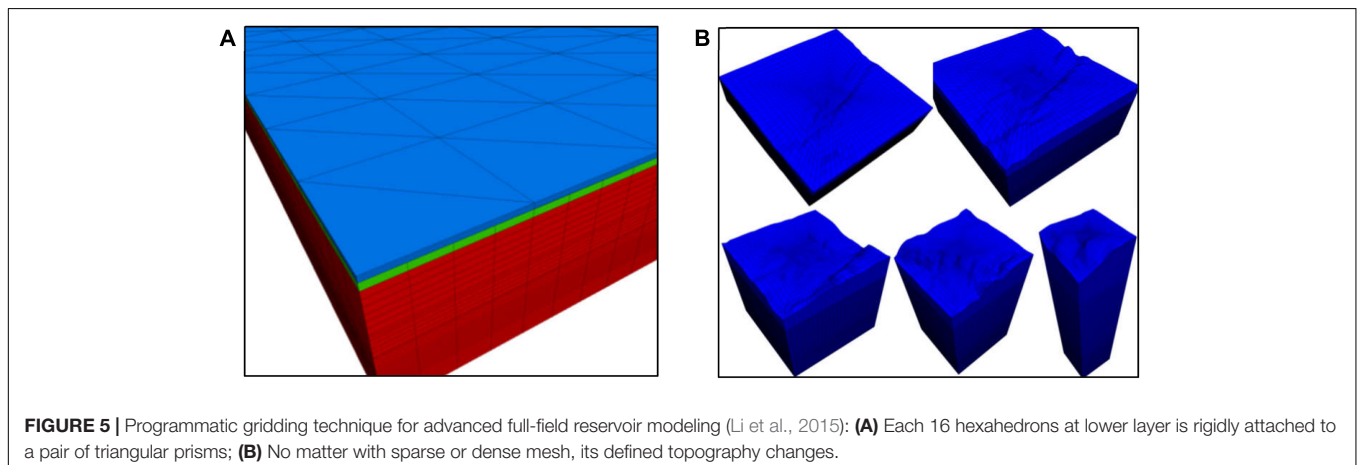 A
B
FIGURE 5 | Programmatic gridding technique for advanced full-field reservoir modeling (Li et al., 2015): (A) Each 16 hexahedrons at lower layer is rigidly attached to
a pair of triangular prisms; (B) No matter with sparse or dense mesh, its defined topography changes.